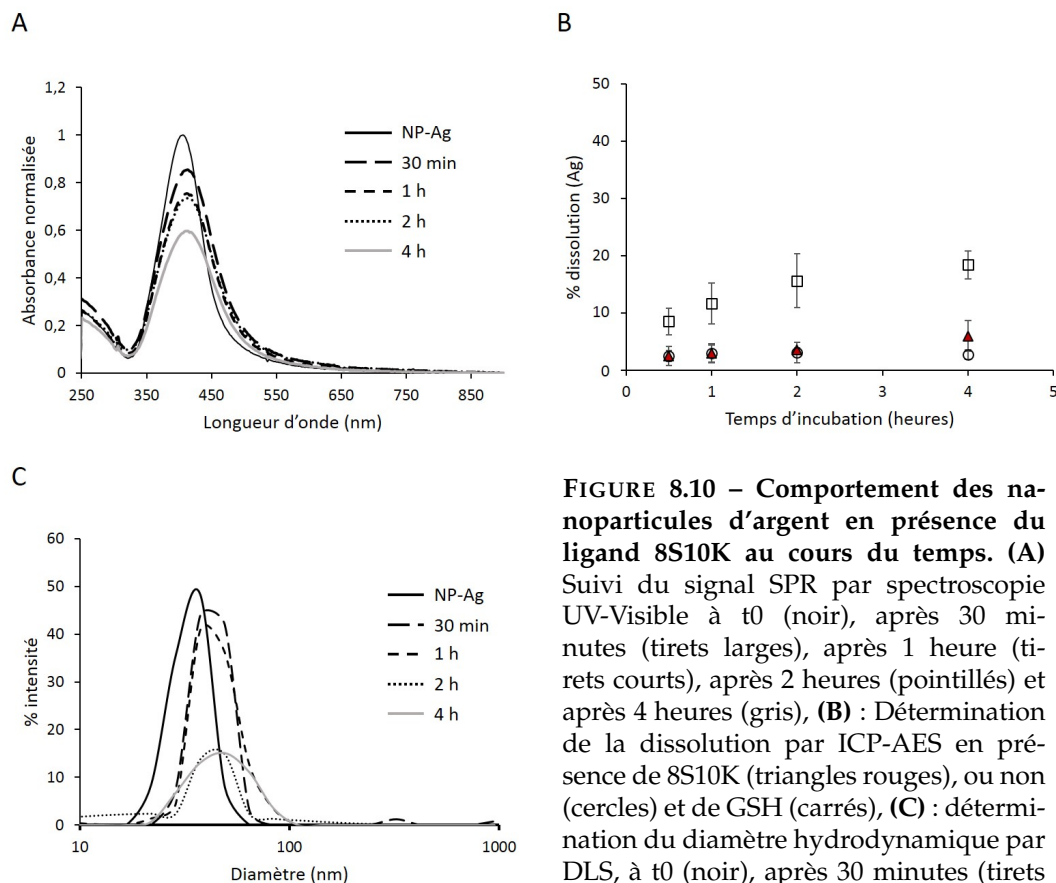 A
Absorbance normalisée
1,2
1
0,8
0,6
0,4
0,2
0
250 350 450 550 650 750 850
Longueur d'onde (nm)
NP-Ag
30 min
1 h
2 h
4 h
B
% dissolution (Ag)
50
40
30
20
10
0
0 1 2 3 4 5
Temps d'incubation (heures)
C
% intensité
60
50
40
30
20
10
0
10 100 1000
Diamètre (nm)
NP-Ag
30 min
1 h
2 h
4 h
FIGURE 8.10 – Comportement des na-
noparticules d'argent en présence du
ligand 8S10K au cours du temps. (A)
Suivi du signal SPR par spectroscopie
UV-Visible à t0 (noir), après 30 mi-
nutes (tirets larges), après 1 heure (ti-
rets courts), après 2 heures (pointillés) et
après 4 heures (gris), (B) : Détermination
de la dissolution par ICP-AES en pré-
sence de 8S10K (triangles rouges), ou non
(cercles) et de GSH (carrés), (C) : détermi-
nation du diamètre hydrodynamique par
DLS, à t0 (noir), après 30 minutes (tirets